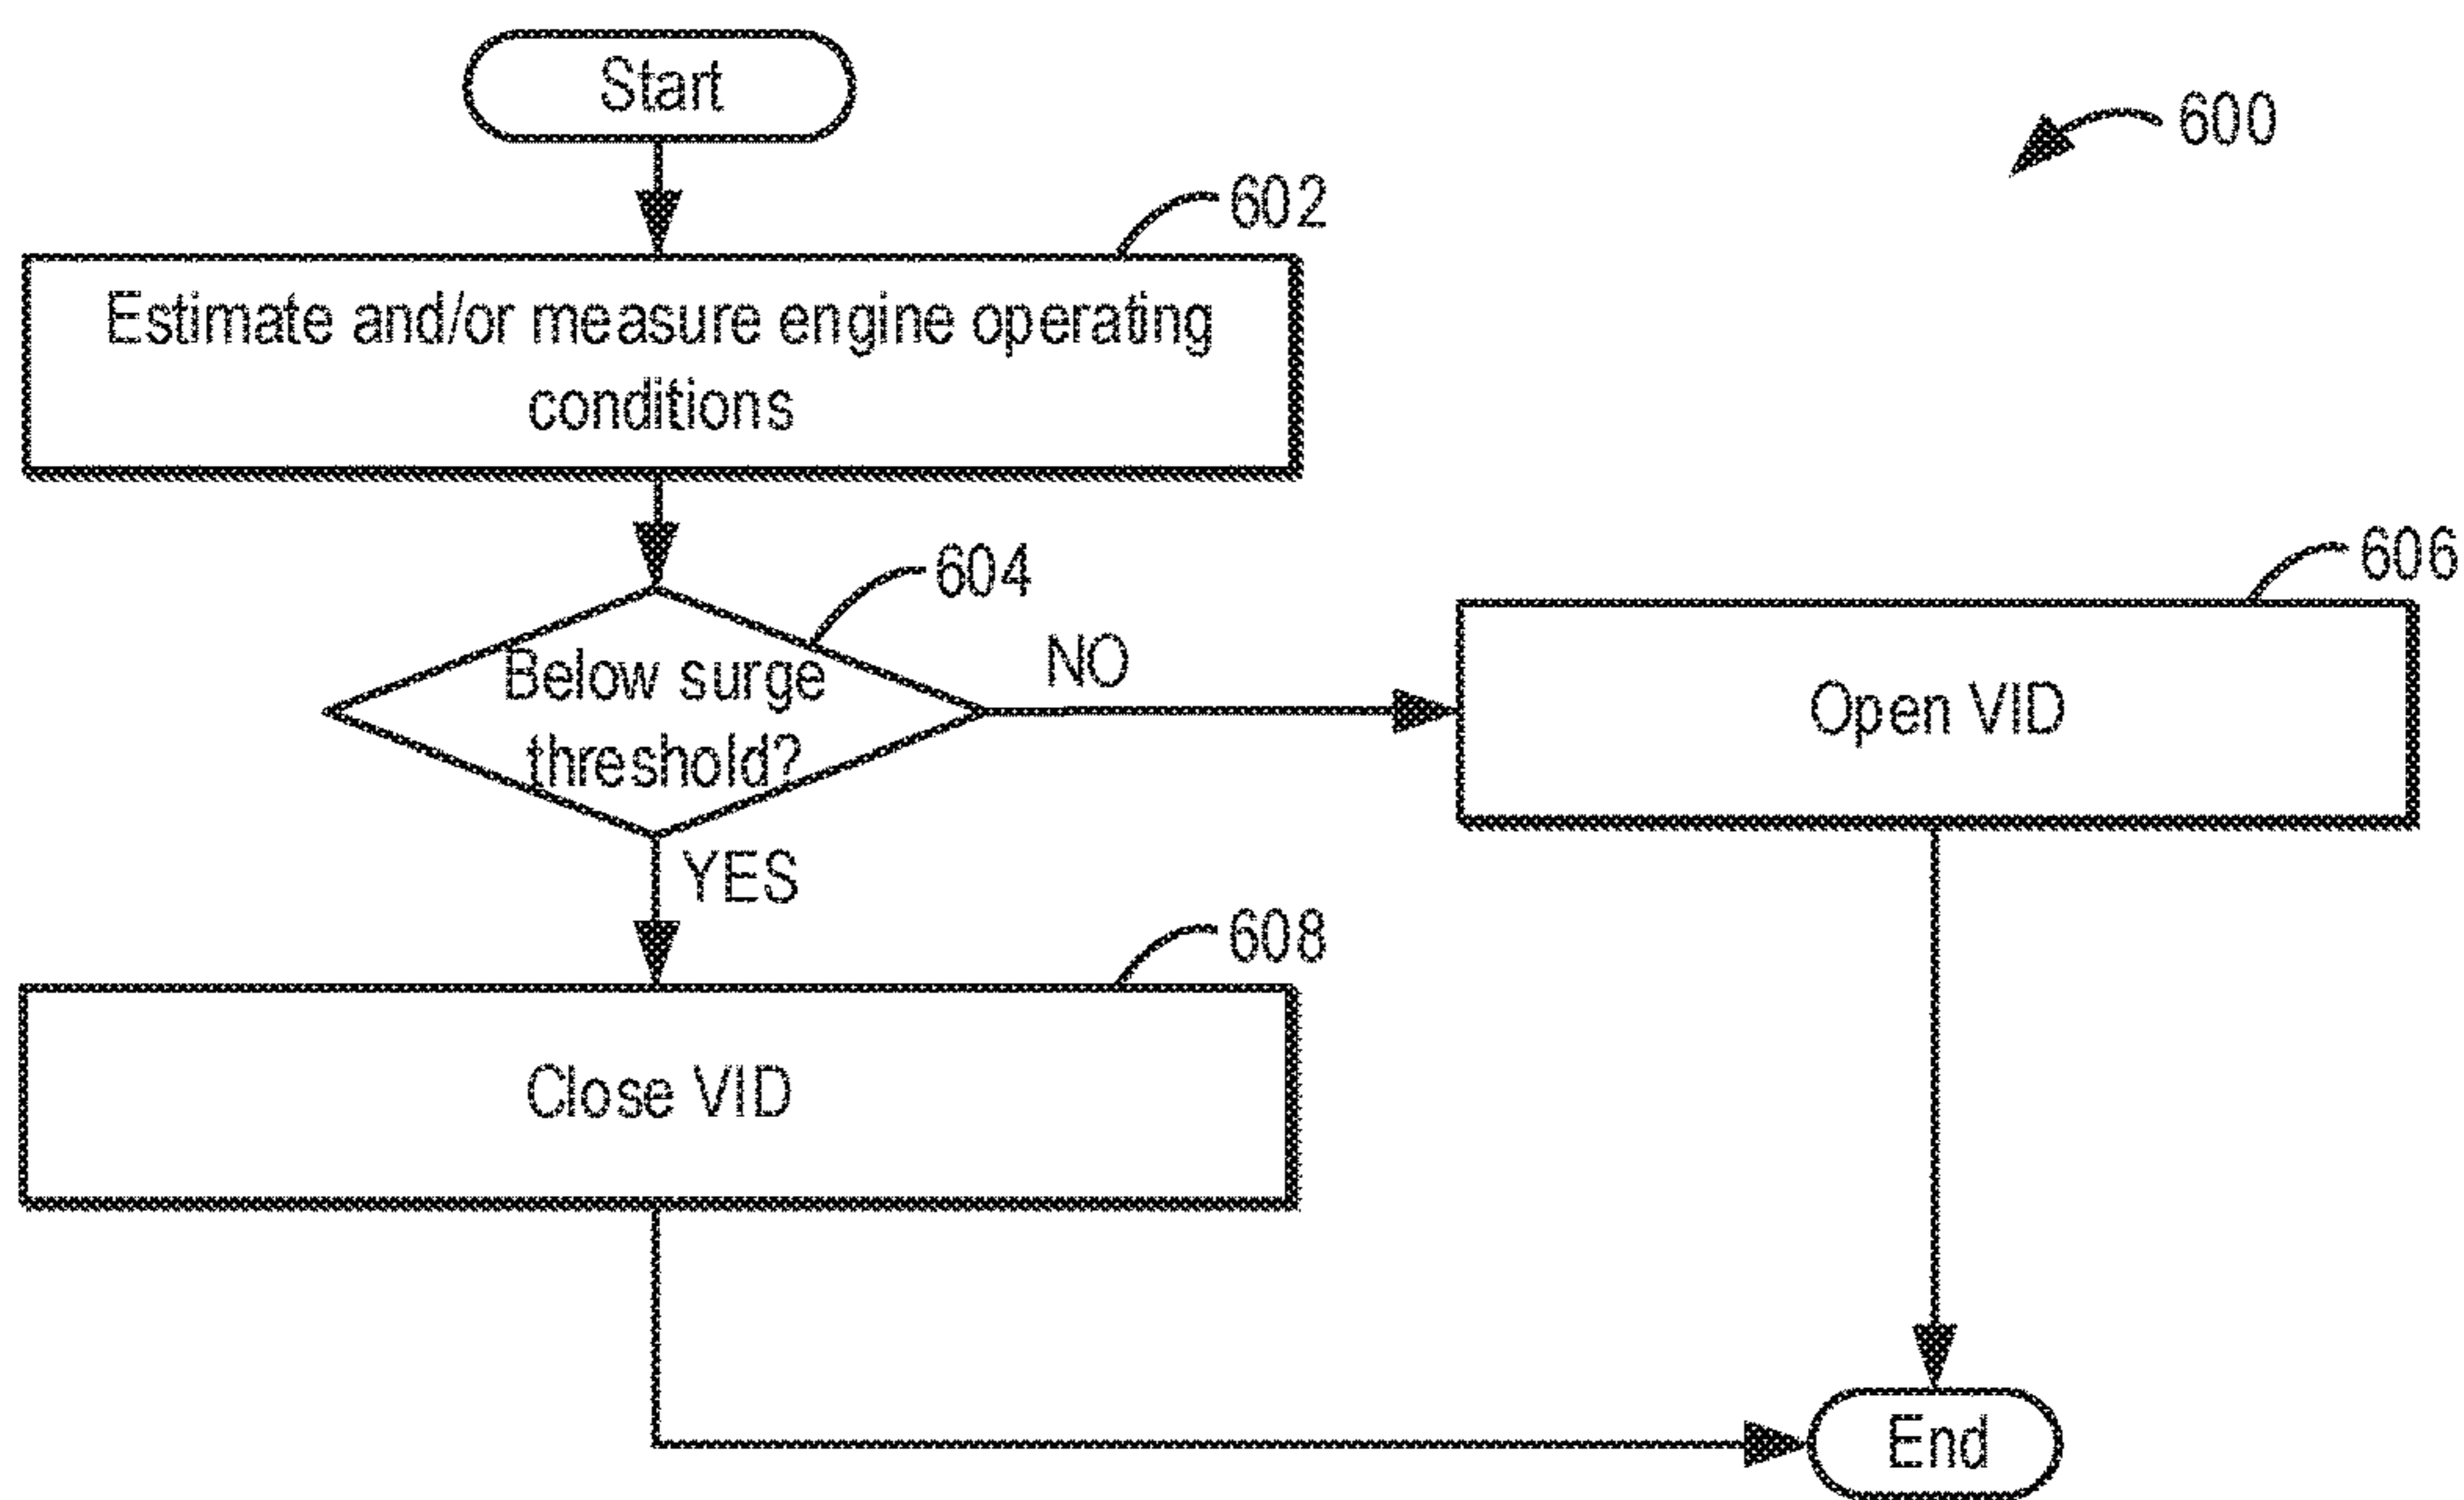 Start
600
602
Estimate and/or measure engine operating
conditions
604
606
Below surge
threshold?
NO
Open VID
YES
608
Close VID
End